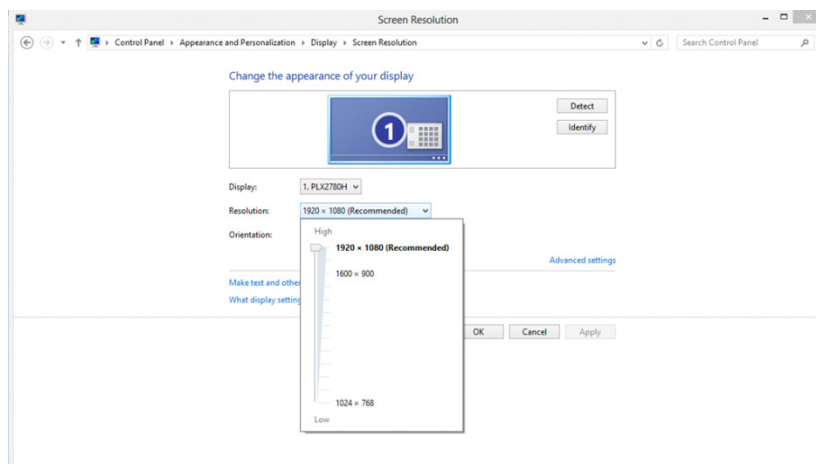 Screen Resolution
Control Panel Appearance and Personalization Display Screen Resolution
Search Control Panel
Change the appearance of your display
1
Detect
Identify
Display: 1. PLX2780H
Resolution: 1920 × 1080 (Recommended)
Orientation:
High
1920 × 1080 (Recommended)
1600 × 900
1024 × 768
Low
Advanced settings
Make text and other
What display setting
OK Cancel Apply